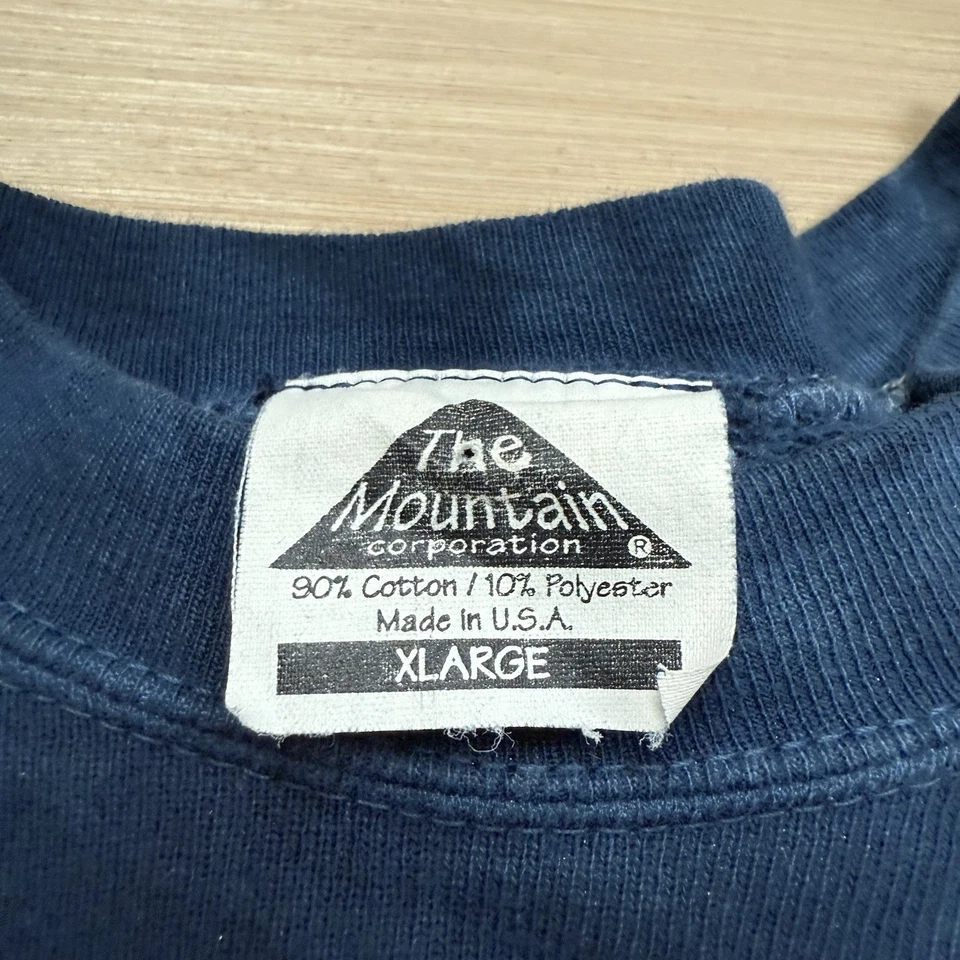 The
Mountain
corporation ®
90% Cotton / 10% Polyester
Made in U.S.A.
XLARGE